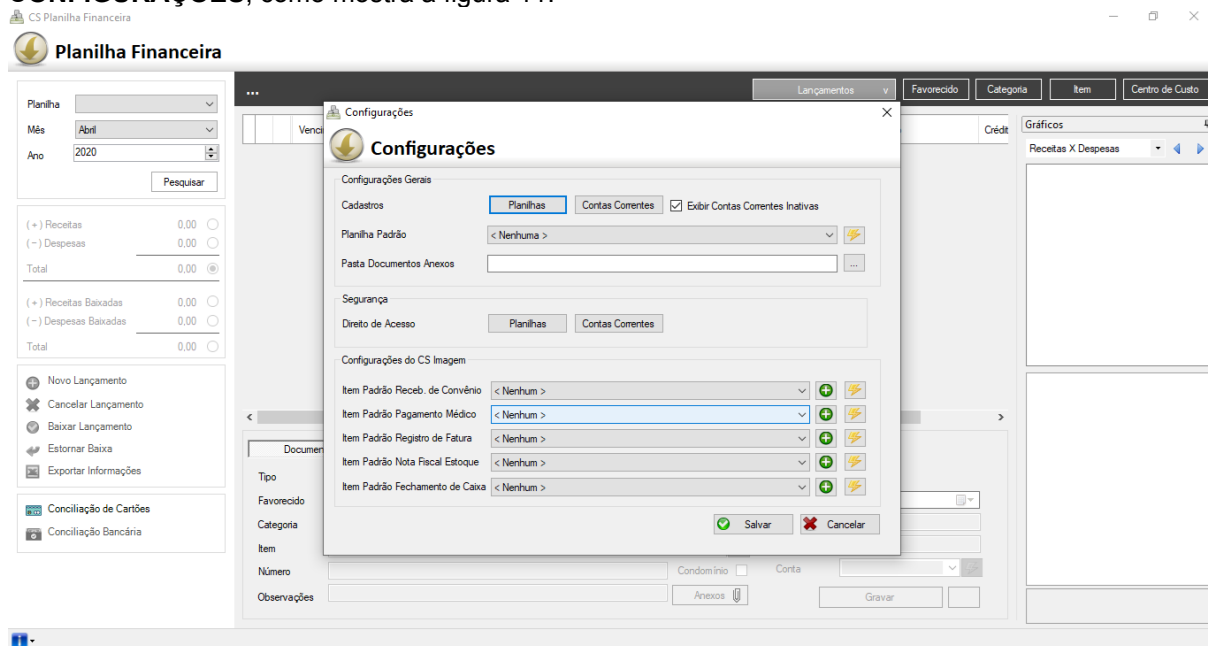 CONFIGURAÇÕES, como mostra a figura 44.
CS Planilha Financeira
Planilha Financeira
Planilha
Mês Abril
Ano 2020
Pesquisar
(+) Receitas 0,00
(-) Despesas 0,00
Total 0,00
(+) Receitas Baixadas 0,00
(-) Despesas Baixadas 0,00
Total 0,00
Novo Lançamento
Cancelar Lançamento
Baixar Lançamento
Estornar Baixa
Exportar Informações
Conciliação de Cartões
Conciliação Bancária
...
Lançamentos v
Favorecido
Categoria
Item
Centro de Custo
Venci
Crédit
Gráficos
Receitas X Despesas
Configurações
Configurações
Configurações Gerais
Cadastros Planilhas Contas Correntes Exibir Contas Correntes Inativas
Planilha Padrão < Nenhuma >
Pasta Documentos Anexos ...
Segurança
Direito de Acesso Planilhas Contas Correntes
Configurações do CS Imagem
Item Padrão Receb. de Convênio < Nenhum >
Item Padrão Pagamento Médico < Nenhum >
Item Padrão Registro de Fatura < Nenhum >
Item Padrão Nota Fiscal Estoque < Nenhum >
Item Padrão Fechamento de Caixa < Nenhum >
Salvar Cancelar
Documen
Tipo
Favorecido
Categoria
Item
Número Condomínio Conta
Observações Anexos Gravar